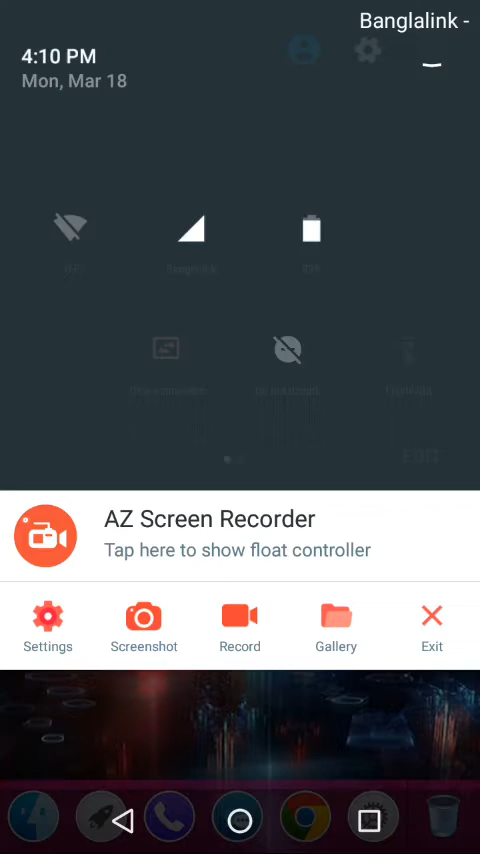 Banglalink -
4:10 PM
Mon, Mar 18
EDIT
AZ Screen Recorder
Tap here to show float controller
Settings
Screenshot
Record
Gallery
Exit